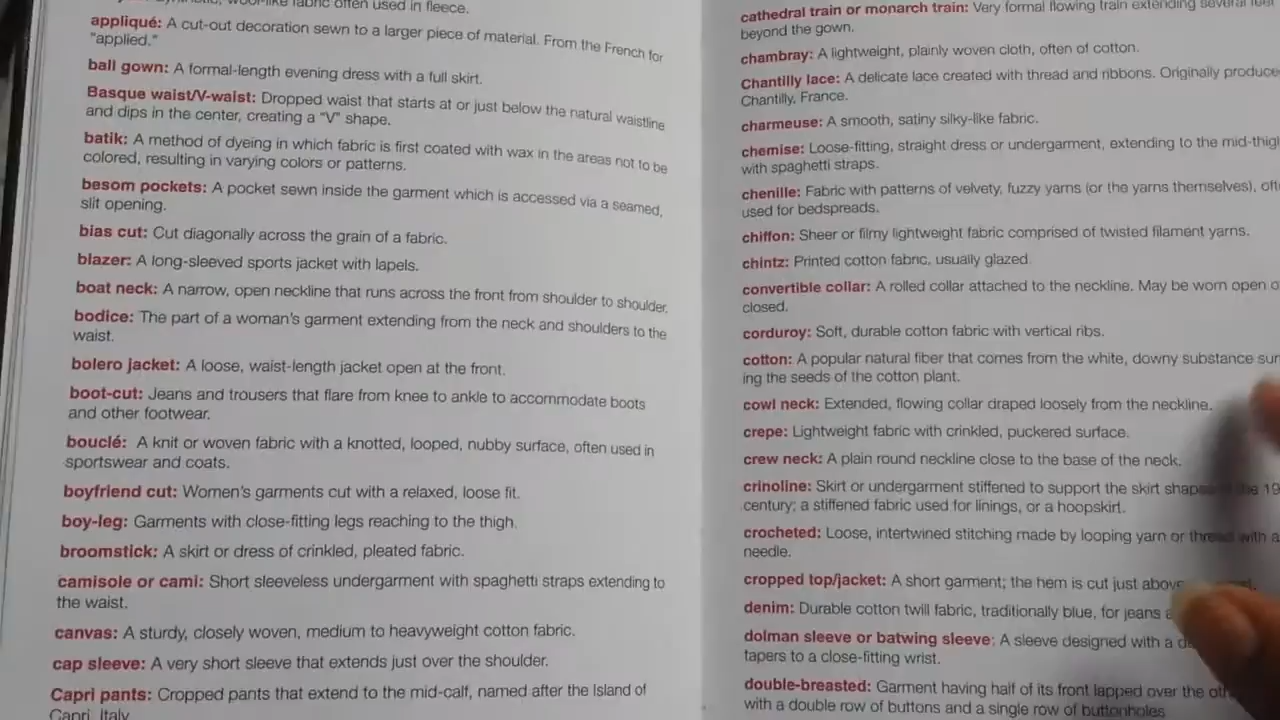 wool-like fabric often used in fleece.
appliqué: A cut-out decoration sewn to a larger piece of material. From the French for
"applied."
ball gown: A formal-length evening dress with a full skirt.
Basque waist/V-waist: Dropped waist that starts at or just below the natural waistline
and dips in the center, creating a "V" shape.
batik: A method of dyeing in which fabric is first coated with wax in the areas not to be
colored, resulting in varying colors or patterns.
besom pockets: A pocket sewn inside the garment which is accessed via a seamed,
slit opening.
bias cut: Cut diagonally across the grain of a fabric.
blazer: A long-sleeved sports jacket with lapels.
boat neck: A narrow, open neckline that runs across the front from shoulder to shoulder.
bodice: The part of a woman's garment extending from the neck and shoulders to the
waist.
bolero jacket: A loose, waist-length jacket open at the front.
boot-cut: Jeans and trousers that flare from knee to ankle to accommodate boots
and other footwear.
bouclé: A knit or woven fabric with a knotted, looped, nubby surface, often used in
sportswear and coats.
boyfriend cut: Women's garments cut with a relaxed, loose fit.
boy-leg: Garments with close-fitting legs reaching to the thigh.
broomstick: A skirt or dress of crinkled, pleated fabric.
camisole or cami: Short sleeveless undergarment with spaghetti straps extending to
the waist.
canvas: A sturdy, closely woven, medium to heavyweight cotton fabric.
cap sleeve: A very short sleeve that extends just over the shoulder.
Capri pants: Cropped pants that extend to the mid-calf, named after the Island of
Capri, Italy
cathedral train or monarch train: Very formal flowing train extending several feet
beyond the gown.
chambray: A lightweight, plainly woven cloth, often of cotton.
Chantilly lace: A delicate lace created with thread and ribbons. Originally produce
Chantilly, France.
charmeuse: A smooth, satiny silky-like fabric.
chemise: Loose-fitting, straight dress or undergarment, extending to the mid-thig
with spaghetti straps.
chenille: Fabric with patterns of velvety, fuzzy yarns (or the yarns themselves), oft
used for bedspreads.
chiffon: Sheer or filmy lightweight fabric comprised of twisted filament yarns.
chintz: Printed cotton fabric, usually glazed.
convertible collar: A rolled collar attached to the neckline. May be worn open o
closed.
corduroy: Soft, durable cotton fabric with vertical ribs.
cotton: A popular natural fiber that comes from the white, downy substance sur
ing the seeds of the cotton plant.
cowl neck: Extended, flowing collar draped loosely from the neckline.
crepe: Lightweight fabric with crinkled, puckered surface.
crew neck: A plain round neckline close to the base of the neck.
crinoline: Skirt or undergarment stiffened to support the skirt shape the 19
century; a stiffened fabric used for linings, or a hoopskirt.
crocheted: Loose, intertwined stitching made by looping yarn or thread with a
needle.
cropped top/jacket: A short garment; the hem is cut just above
denim: Durable cotton twill fabric, traditionally blue, for jeans
dolman sleeve or batwing sleeve: A sleeve designed with a
tapers to a close-fitting wrist.
double-breasted: Garment having half of its front lapped over the
with a double row of buttons and a single row of buttonholes